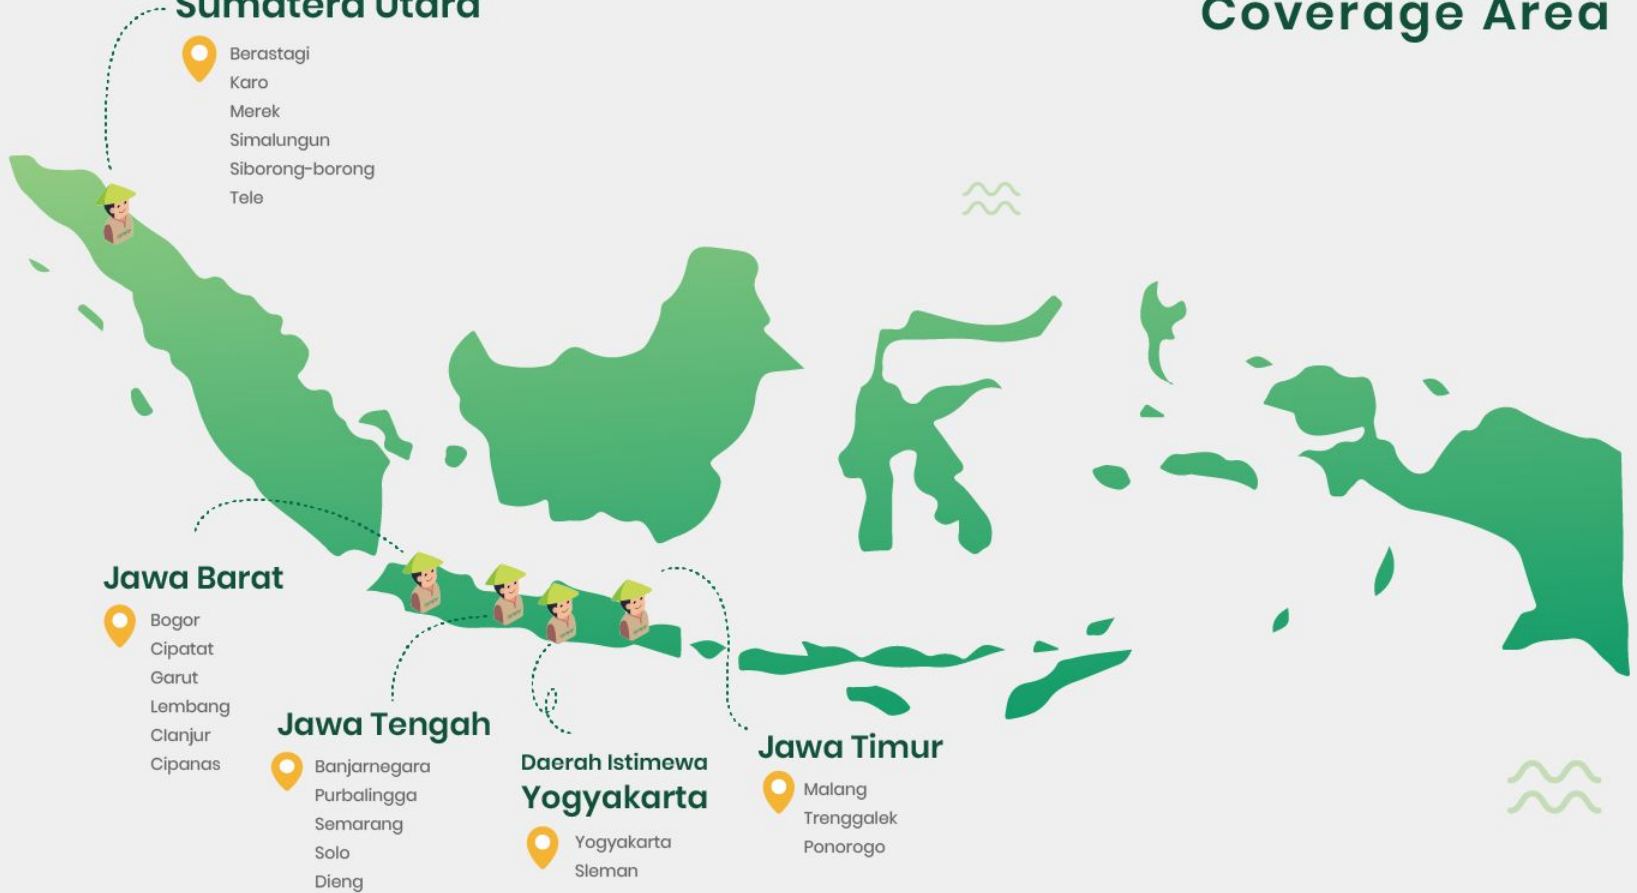 Sumatera Utara
Coverage Area
Berastagi
Karo
Merek
Simalungun
Siborong-borong
Tele
Jawa Barat
Bogor
Cipatat
Garut
Lembang
CIanjur
Cipanas
Jawa Tengah
Banjarnegara
Purbalingga
Semarang
Solo
Dieng
Daerah Istimewa
Yogyakarta
Yogyakarta
Sleman
Jawa Timur
Malang
Trenggalek
Ponorogo